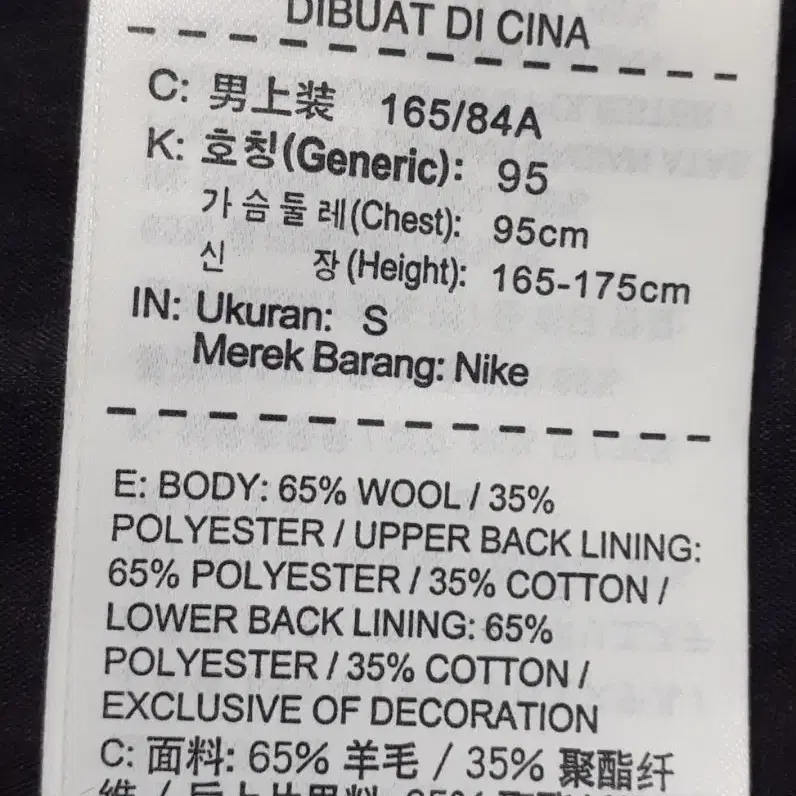 DIBUAT DI CINA
C: 男上装 165/84A
K: 호칭(Generic): 95
가슴둘레(Chest): 95cm
신 장(Height): 165-175cm
IN: Ukuran: S
Merek Barang: Nike
E: BODY: 65% WOOL / 35%
POLYESTER / UPPER BACK LINING:
65% POLYESTER / 35% COTTON /
LOWER BACK LINING: 65%
POLYESTER / 35% COTTON /
EXCLUSIVE OF DECORATION
C: 面料: 65% 羊毛 / 35% 聚酯纤